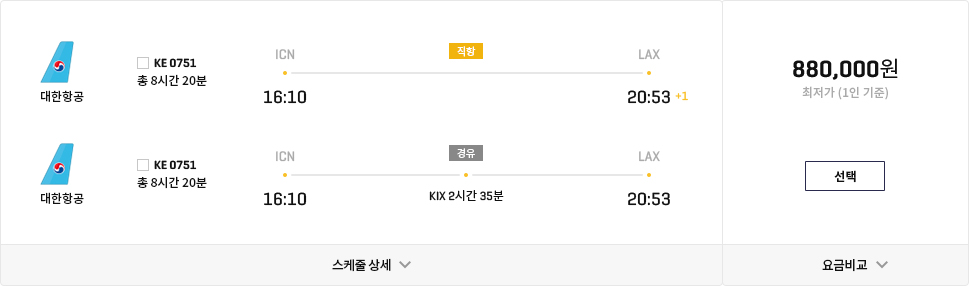 ICN 직항 LAX
KE 0751
총 8시간 20분
대한항공
16:10 20:53 +1
880,000원
최저가 (1인 기준)
ICN 경유 LAX
KE 0751
총 8시간 20분
대한항공
16:10 KIX 2시간 35분 20:53
선택
스케줄 상세
요금비교